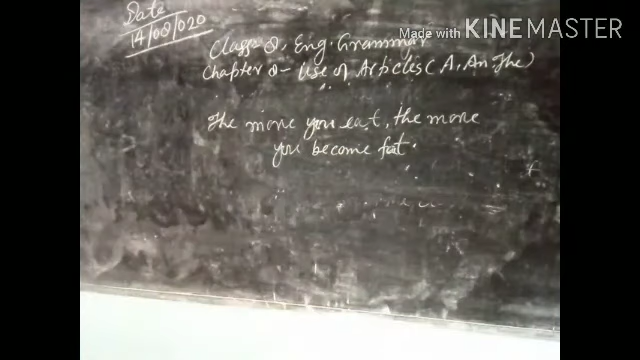 Date
14/08/020
Made with KINEMASTER
Class 8, Eng. Grammar
Chapter 8- Use of Articles (A, An The)
The more you eat, the more
you become fat.